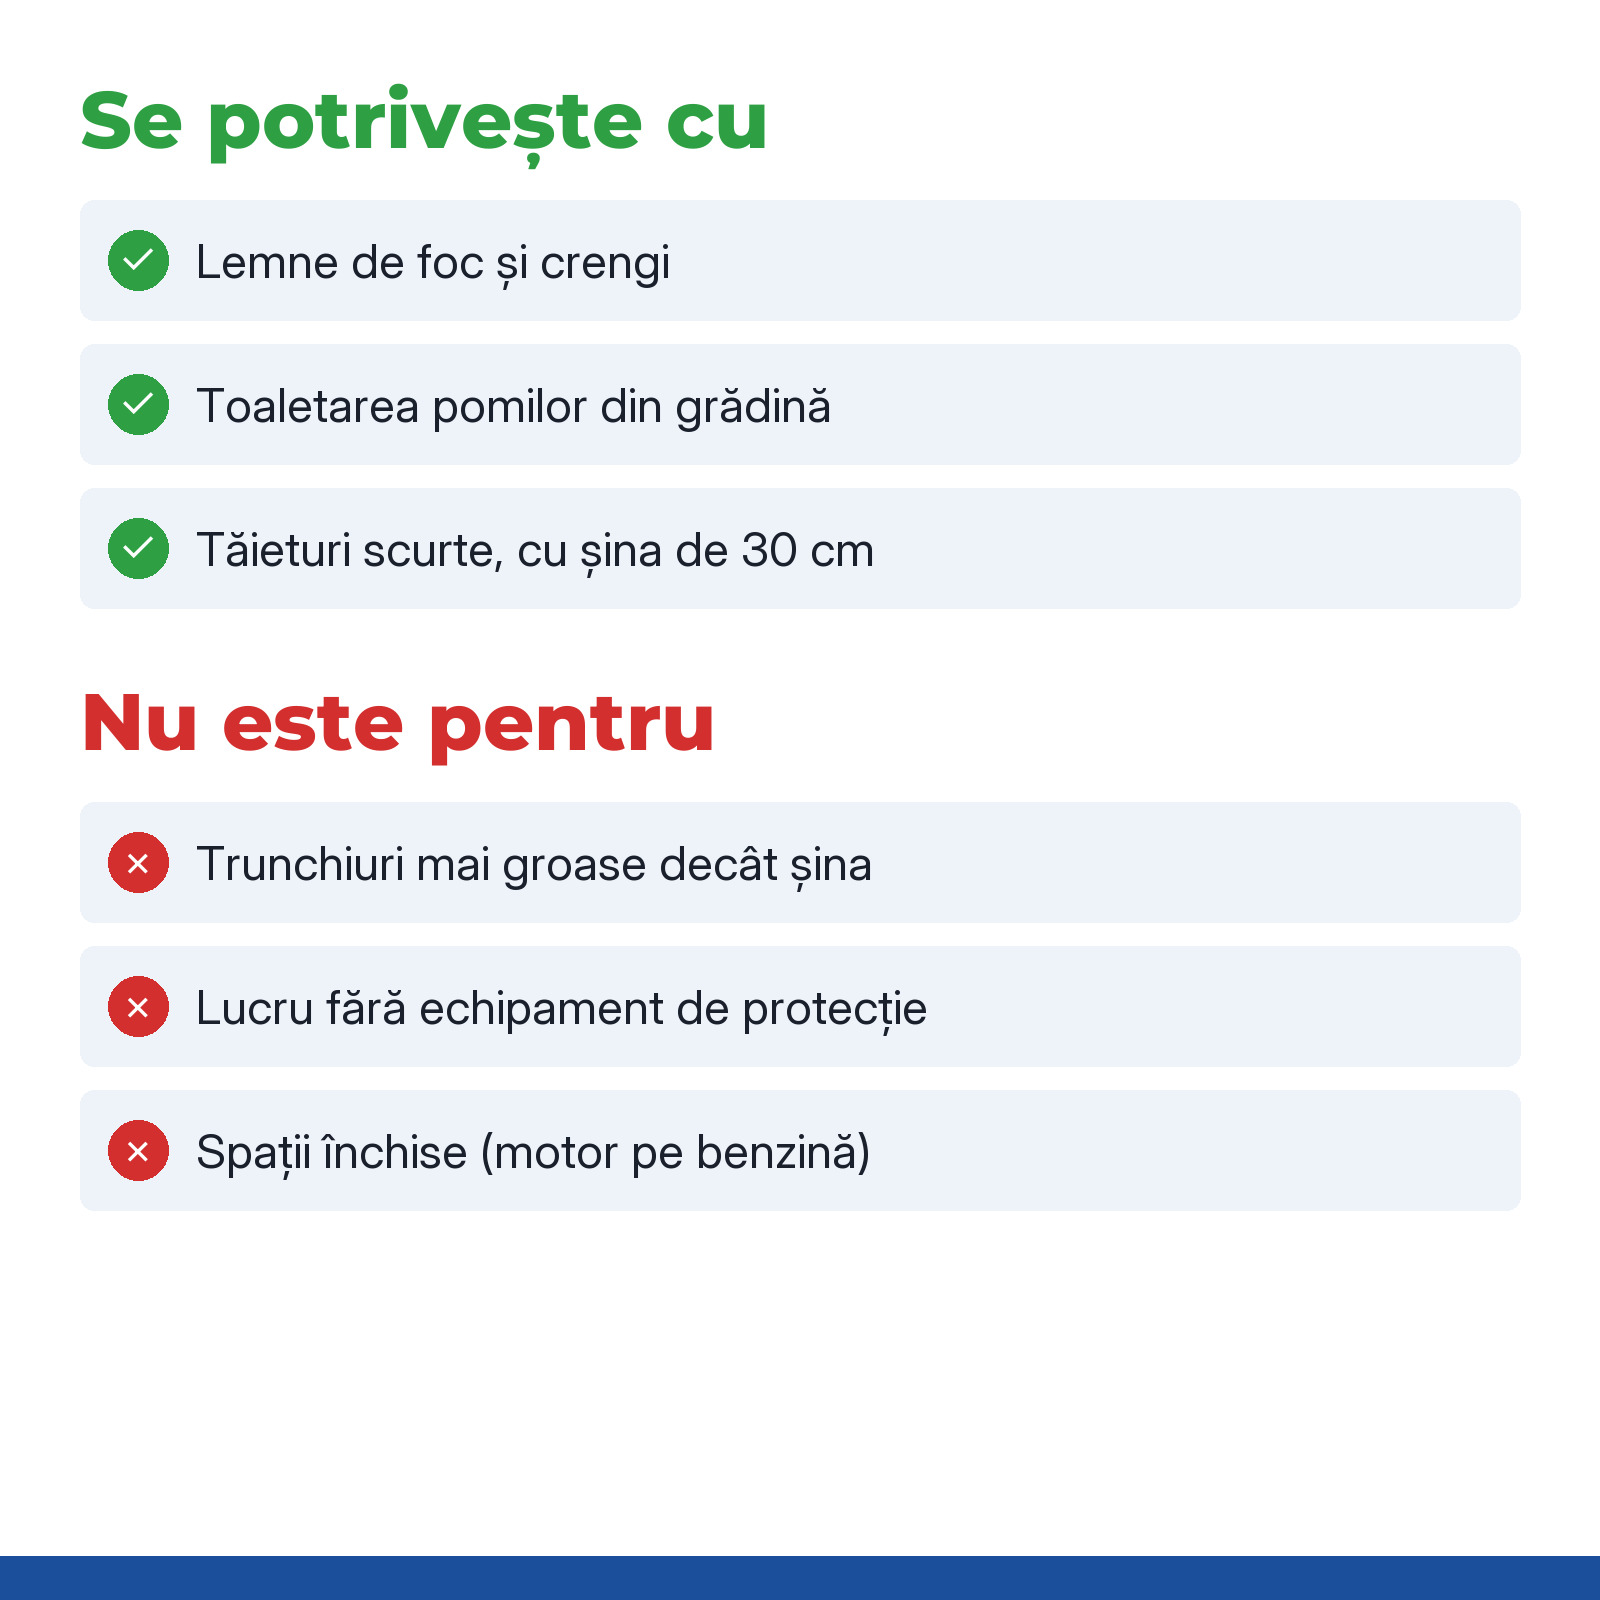 Se potrivește cu
Lemne de foc și crengi
Toaletarea pomilor din grădină
Tăieturi scurte, cu șina de 30 cm
Nu este pentru
Trunchiuri mai groase decât șina
Lucru fără echipament de protecție
Spații închise (motor pe benzină)